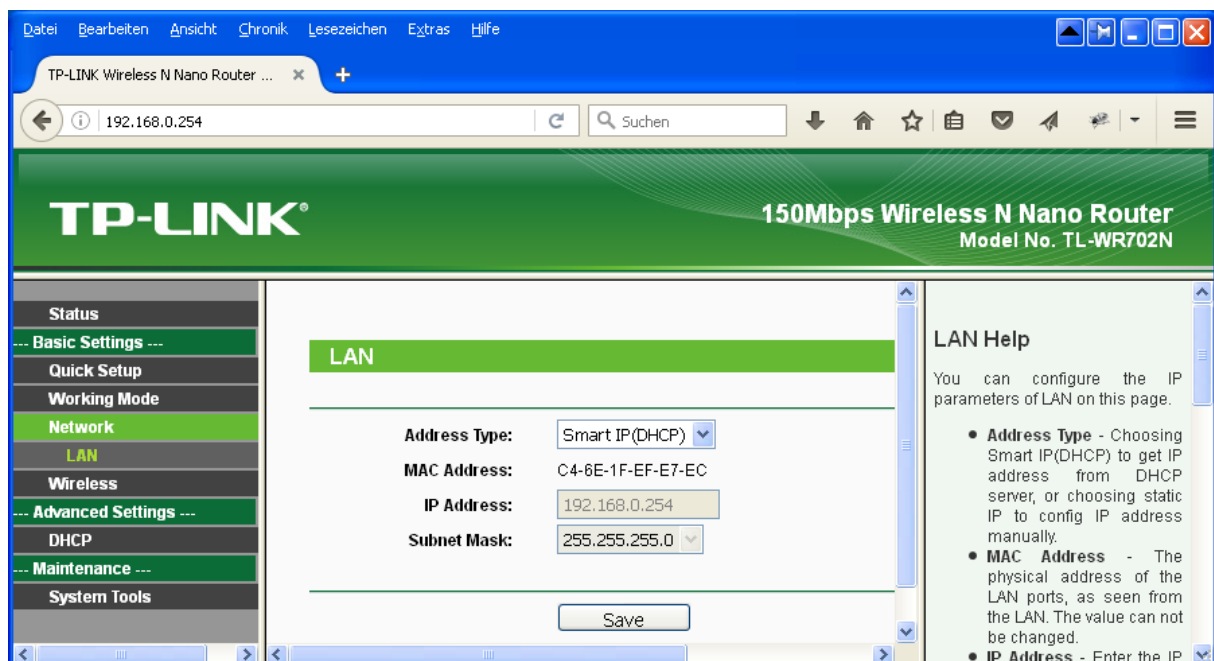 Datei Bearbeiten Ansicht Chronik Lesezeichen Extras Hilfe
TP-LINK Wireless N Nano Router ...
192.168.0.254
Suchen
TP-LINK®
150Mbps Wireless N Nano Router
Model No. TL-WR702N
Status
--- Basic Settings ---
Quick Setup
Working Mode
Network
LAN
Wireless
--- Advanced Settings ---
DHCP
--- Maintenance ---
System Tools
LAN
Address Type: Smart IP(DHCP)
MAC Address: C4-6E-1F-EF-E7-EC
IP Address: 192.168.0.254
Subnet Mask: 255.255.255.0
Save
LAN Help
You can configure the IP
parameters of LAN on this page.
• Address Type - Choosing
Smart IP(DHCP) to get IP
address from DHCP
server, or choosing static
IP to config IP address
manually.
• MAC Address - The
physical address of the
LAN ports, as seen from
the LAN. The value can not
be changed.
• IP Address - Enter the IP